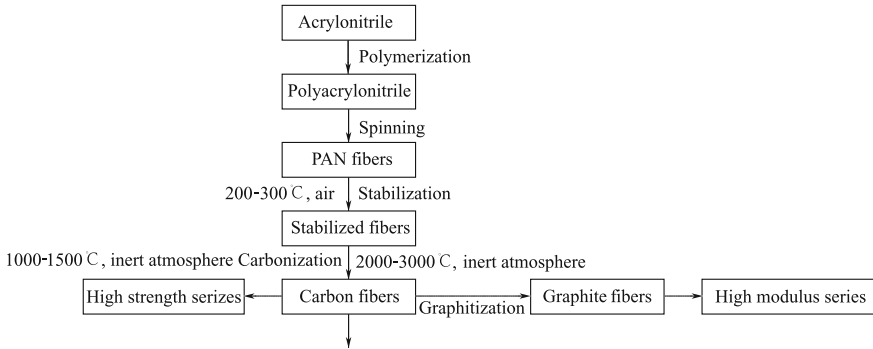 Acrylonitrile
Polymerization
Polyacrylonitrile
Spinning
PAN fibers
200-300℃, air Stabilization
Stabilized fibers
1000-1500℃, inert atmosphere Carbonization 2000-3000℃, inert atmosphere
High strength serizes Carbon fibers Graphitization Graphite fibers High modulus series